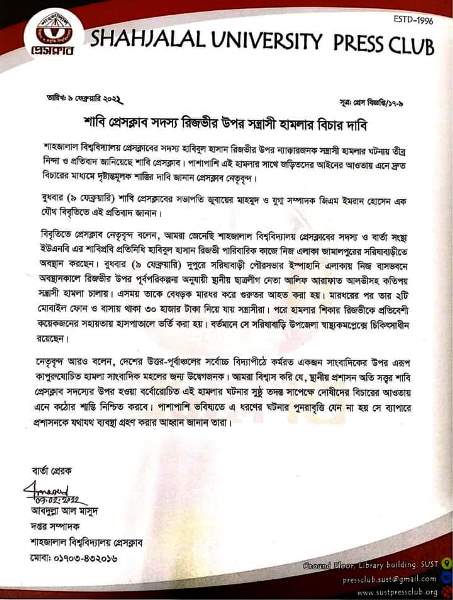 ESTD-1996
প্রেসক্লাব
SHAHJALAL UNIVERSITY PRESS CLUB
তারিখ: ৯ ফেব্রুয়ারি ২০২২
সূত্র: প্রেস বিজ্ঞপ্তি/১৭-৯
শাবি প্রেসক্লাব সদস্য রিজভীর উপর সন্ত্রাসী হামলার বিচার দাবি
শাহজালাল বিশ্ববিদ্যালয় প্রেসক্লাবের সদস্য হাবিবুল হাসান রিজভীর উপর ন্যাক্কারজনক সন্ত্রাসী হামলার ঘটনায় তীব্র
নিন্দা ও প্রতিবাদ জানিয়েছে শাবি প্রেসক্লাব। পাশাপাশি এই হামলার সাথে জড়িতদের আইনের আওতায় এনে দ্রুত
বিচারের মাধ্যমে দৃষ্টান্তমূলক শাস্তির দাবি জানান প্রেসক্লাব নেতৃবৃন্দ।
বুধবার (৯ ফেব্রুয়ারি) শাবি প্রেসক্লাবের সভাপতি জুবায়ের মাহমুদ ও যুগ্ম সম্পাদক জিএম ইমরান হোসেন এক
যৌথ বিবৃতিতে এই প্রতিবাদ জানান।
বিবৃতিতে প্রেসক্লাব নেতৃবৃন্দ বলেন, আমরা জেনেছি শাহজালাল বিশ্ববিদ্যালয় প্রেসক্লাবের সদস্য ও বার্তা সংস্থা
ইউএনবি এর শাবিপ্রবি প্রতিনিধি হাবিবুল হাসান রিজভী পারিবারিক কাজে নিজ এলাকা জামালপুরের সরিষাবাড়ীতে
অবস্থান করছেন। বুধবার (৯ ফেব্রুয়ারি) দুপুরে সরিষাবাড়ী পৌরসভার ইস্পাহানি এলাকায় নিজ বাসভবনে
অবস্থানকালে রিজভীর উপর পূর্বপরিকল্পনা অনুযায়ী স্থানীয় ছাত্রলীগ নেতা আলিফ আরাফাত আলভীসহ কতিপয়
সন্ত্রাসী হামলা চালায়। এসময় তাকে বেধড়ক মারধর করে গুরুতর আহত করা হয়। মারধরের পর তার ২টি
মোবাইল ফোন ও বাসায় থাকা ৩০ হাজার টাকা নিয়ে যায় সন্ত্রাসীরা। পরে হামলার শিকার রিজভীকে প্রতিবেশী
কয়েকজনের সহায়তায় হাসপাতালে ভর্তি করা হয়। বর্তমানে সে সরিষাবাড়ি উপজেলা স্বাস্থ্যকমপ্লেক্সে চিকিৎসাধীন
রয়েছেন।
নেতৃবৃন্দ আরও বলেন, দেশের উত্তর-পূর্বাঞ্চলের সর্বোচ্চ বিদ্যাপীঠে কর্মরত একজন সাংবাদিকের উপর এরূপ
কাপুরুষোচিত হামলা সাংবাদিক মহলের জন্য উদ্বেগজনক। আমরা বিশ্বাস করি যে, স্থানীয় প্রশাসন অতি সত্ত্বর শাবি
প্রেসক্লাব সদস্যের উপর হওয়া বর্বোরোচিত এই হামলার ঘটনার সুষ্ঠু তদন্ত সাপেক্ষে দোষীদের বিচারের আওতায়
এনে কঠোর শাস্তি নিশ্চিত করবে। পাশাপাশি ভবিষ্যতে এ ধরণের ঘটনার পুনরাবৃত্তি যেন না হয় সে ব্যাপারে
প্রশাসনকে যথাযথ ব্যবস্থা গ্রহণ করার আহ্বান জানান তারা।
বার্তা প্রেরক
09.02.2022
আবদুল্লা আল মাসুদ
দপ্তর সম্পাদক
শাহজালাল বিশ্ববিদ্যালয় প্রেসক্লাব
মোবা: ০১৭০৩-৪৩২০১৬
Ground Floor, Library building, SUST
pressclub.sust@gmail.com
www.sustpressclub.org